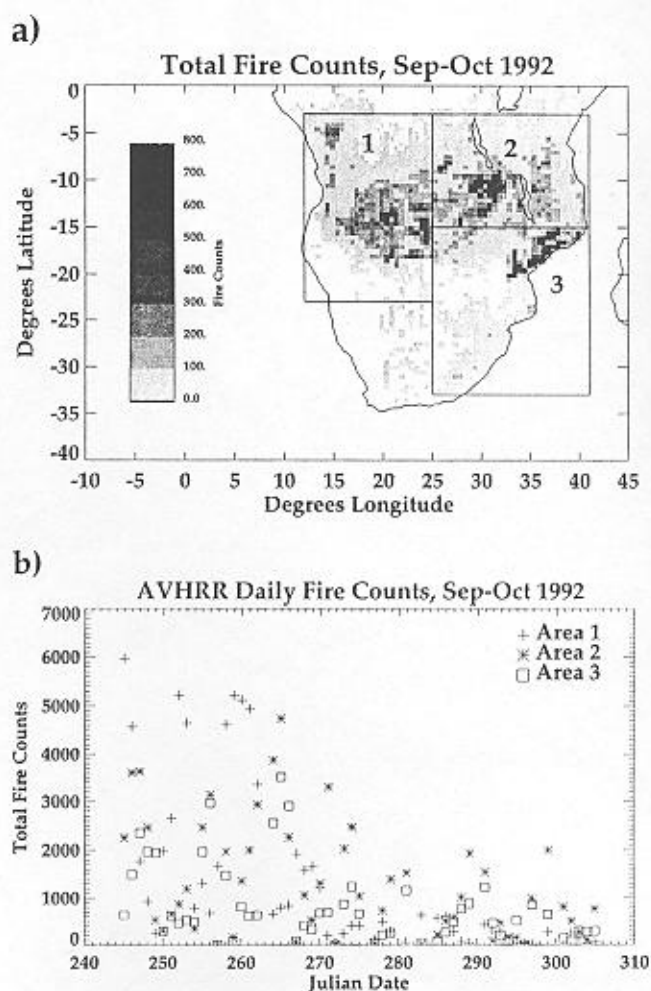 a)
Total Fire Counts, Sep-Oct 1992
0
-5
-10
-15
-20
-25
-30
-35
-40
Degrees Latitude
800.
700.
600.
500.
400.
300.
200.
100.
0.0
Fire Counts
1
2
3
-10 -5 0 5 10 15 20 25 30 35 40 45
Degrees Longitude
b)
AVHRR Daily Fire Counts, Sep-Oct 1992
7000
6000
5000
4000
3000
2000
1000
0
Total Fire Counts
+ Area 1
* Area 2
□ Area 3
240 250 260 270 280 290 300 310
Julian Date